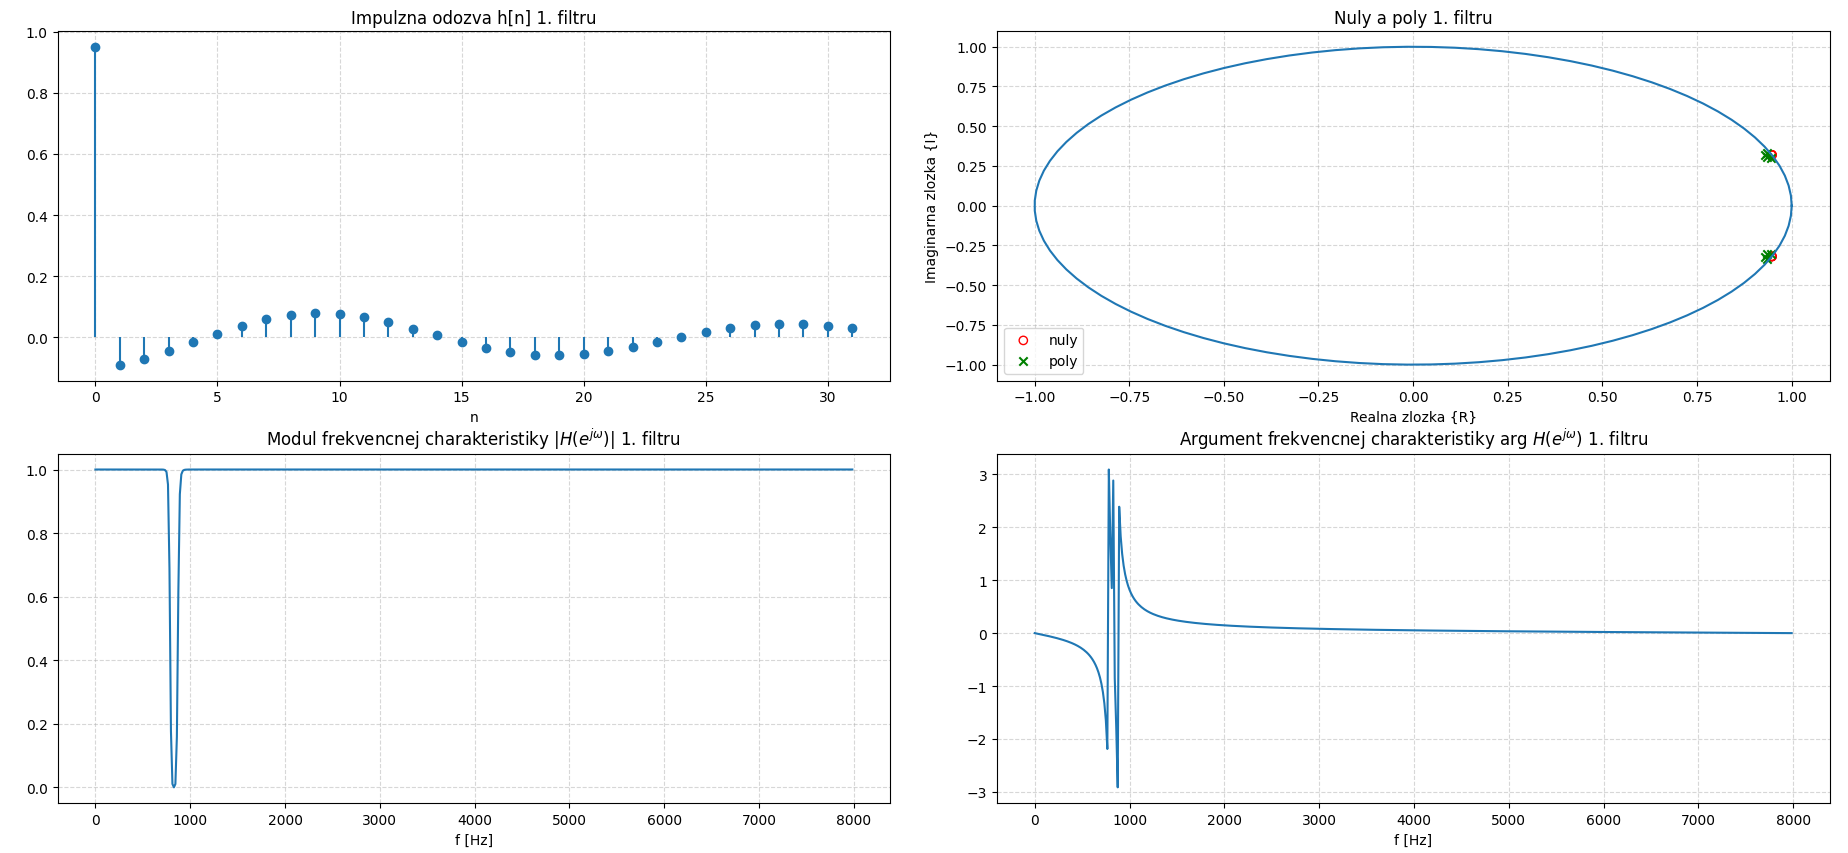 Impulzna odozva h[n] 1. filtru
1.0
0.8
0.6
0.4
0.2
0.0
0 5 10 15 20 25 30
n
Nuly a poly 1. filtru
Imaginarna zlozka {I}
1.00
0.75
0.50
0.25
0.00
−0.25
−0.50
−0.75
−1.00
nuly
poly
−1.00 −0.75 −0.50 −0.25 0.00 0.25 0.50 0.75 1.00
Realna zlozka {R}
Modul frekvencnej charakteristiky |H(e^{jω})| 1. filtru
1.0
0.8
0.6
0.4
0.2
0.0
0 1000 2000 3000 4000 5000 6000 7000 8000
f [Hz]
Argument frekvencnej charakteristiky arg H(e^{jω}) 1. filtru
3
2
1
0
−1
−2
−3
0 1000 2000 3000 4000 5000 6000 7000 8000
f [Hz]